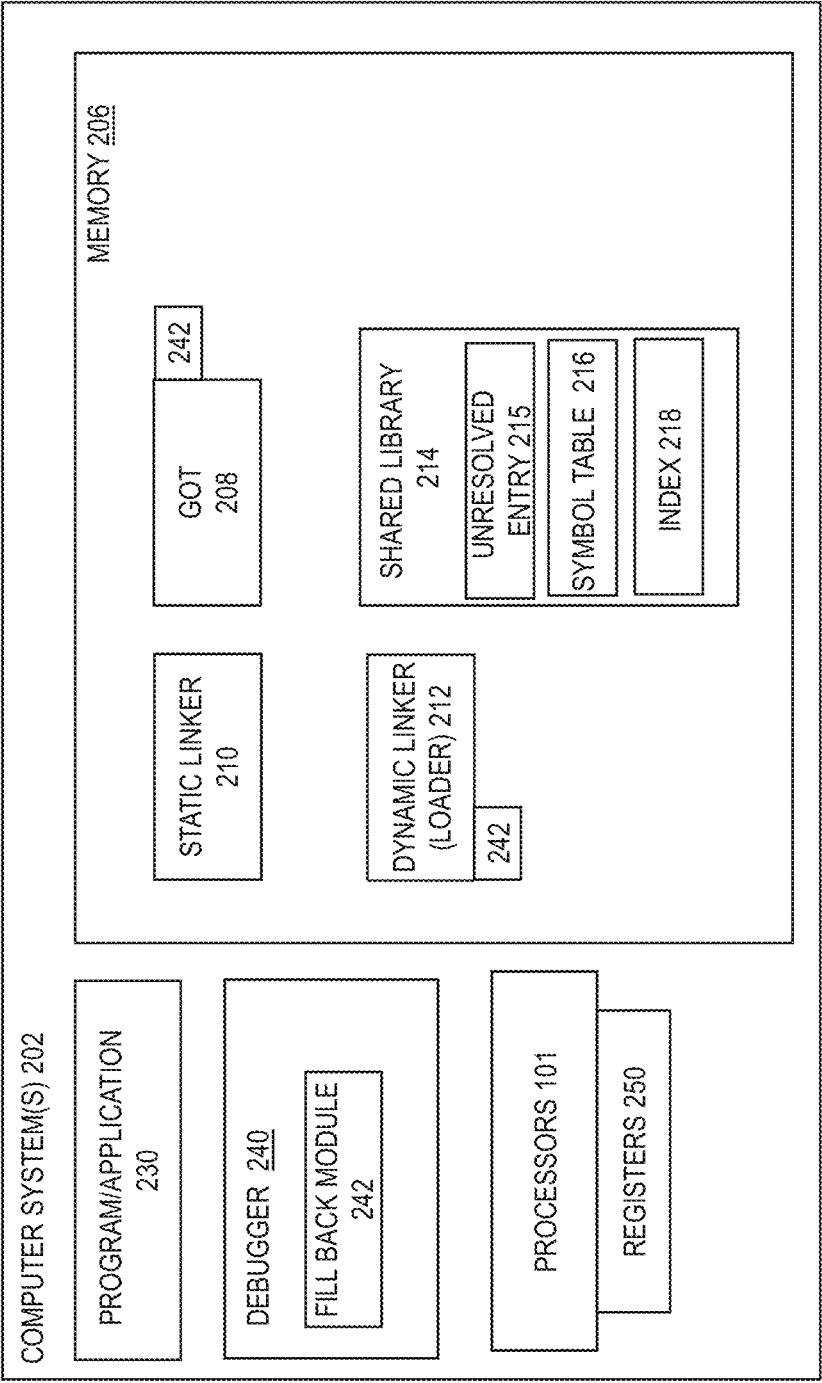 COMPUTER SYSTEM(S) 202
PROGRAM/APPLICATION
230
DEBUGGER 240
FILL BACK MODULE
242
PROCESSORS 101
REGISTERS 250
MEMORY 206
STATIC LINKER
210
GOT
208
242
DYNAMIC LINKER
(LOADER) 212
242
SHARED LIBRARY
214
UNRESOLVED
ENTRY 215
SYMBOL TABLE 216
INDEX 218